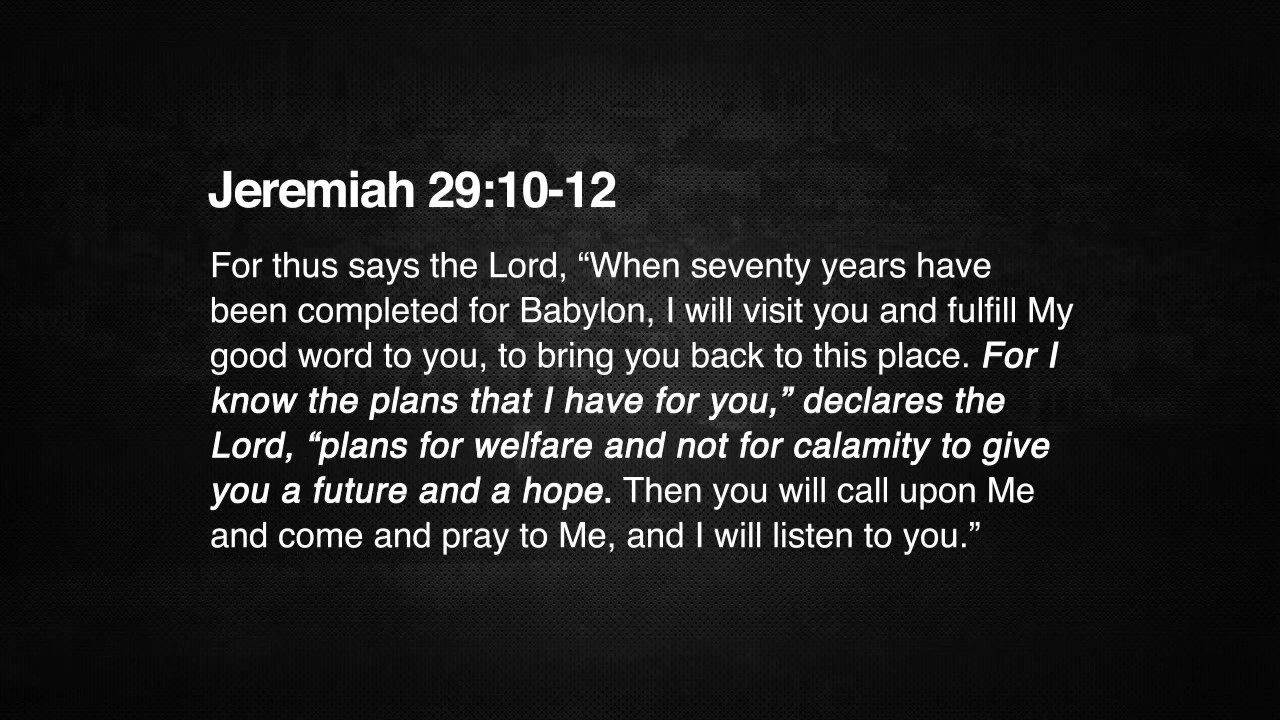 Jeremiah 29:10-12
For thus says the Lord, “When seventy years have
been completed for Babylon, I will visit you and fulfill My
good word to you, to bring you back to this place. For I
know the plans that I have for you,” declares the
Lord, “plans for welfare and not for calamity to give
you a future and a hope. Then you will call upon Me
and come and pray to Me, and I will listen to you.”